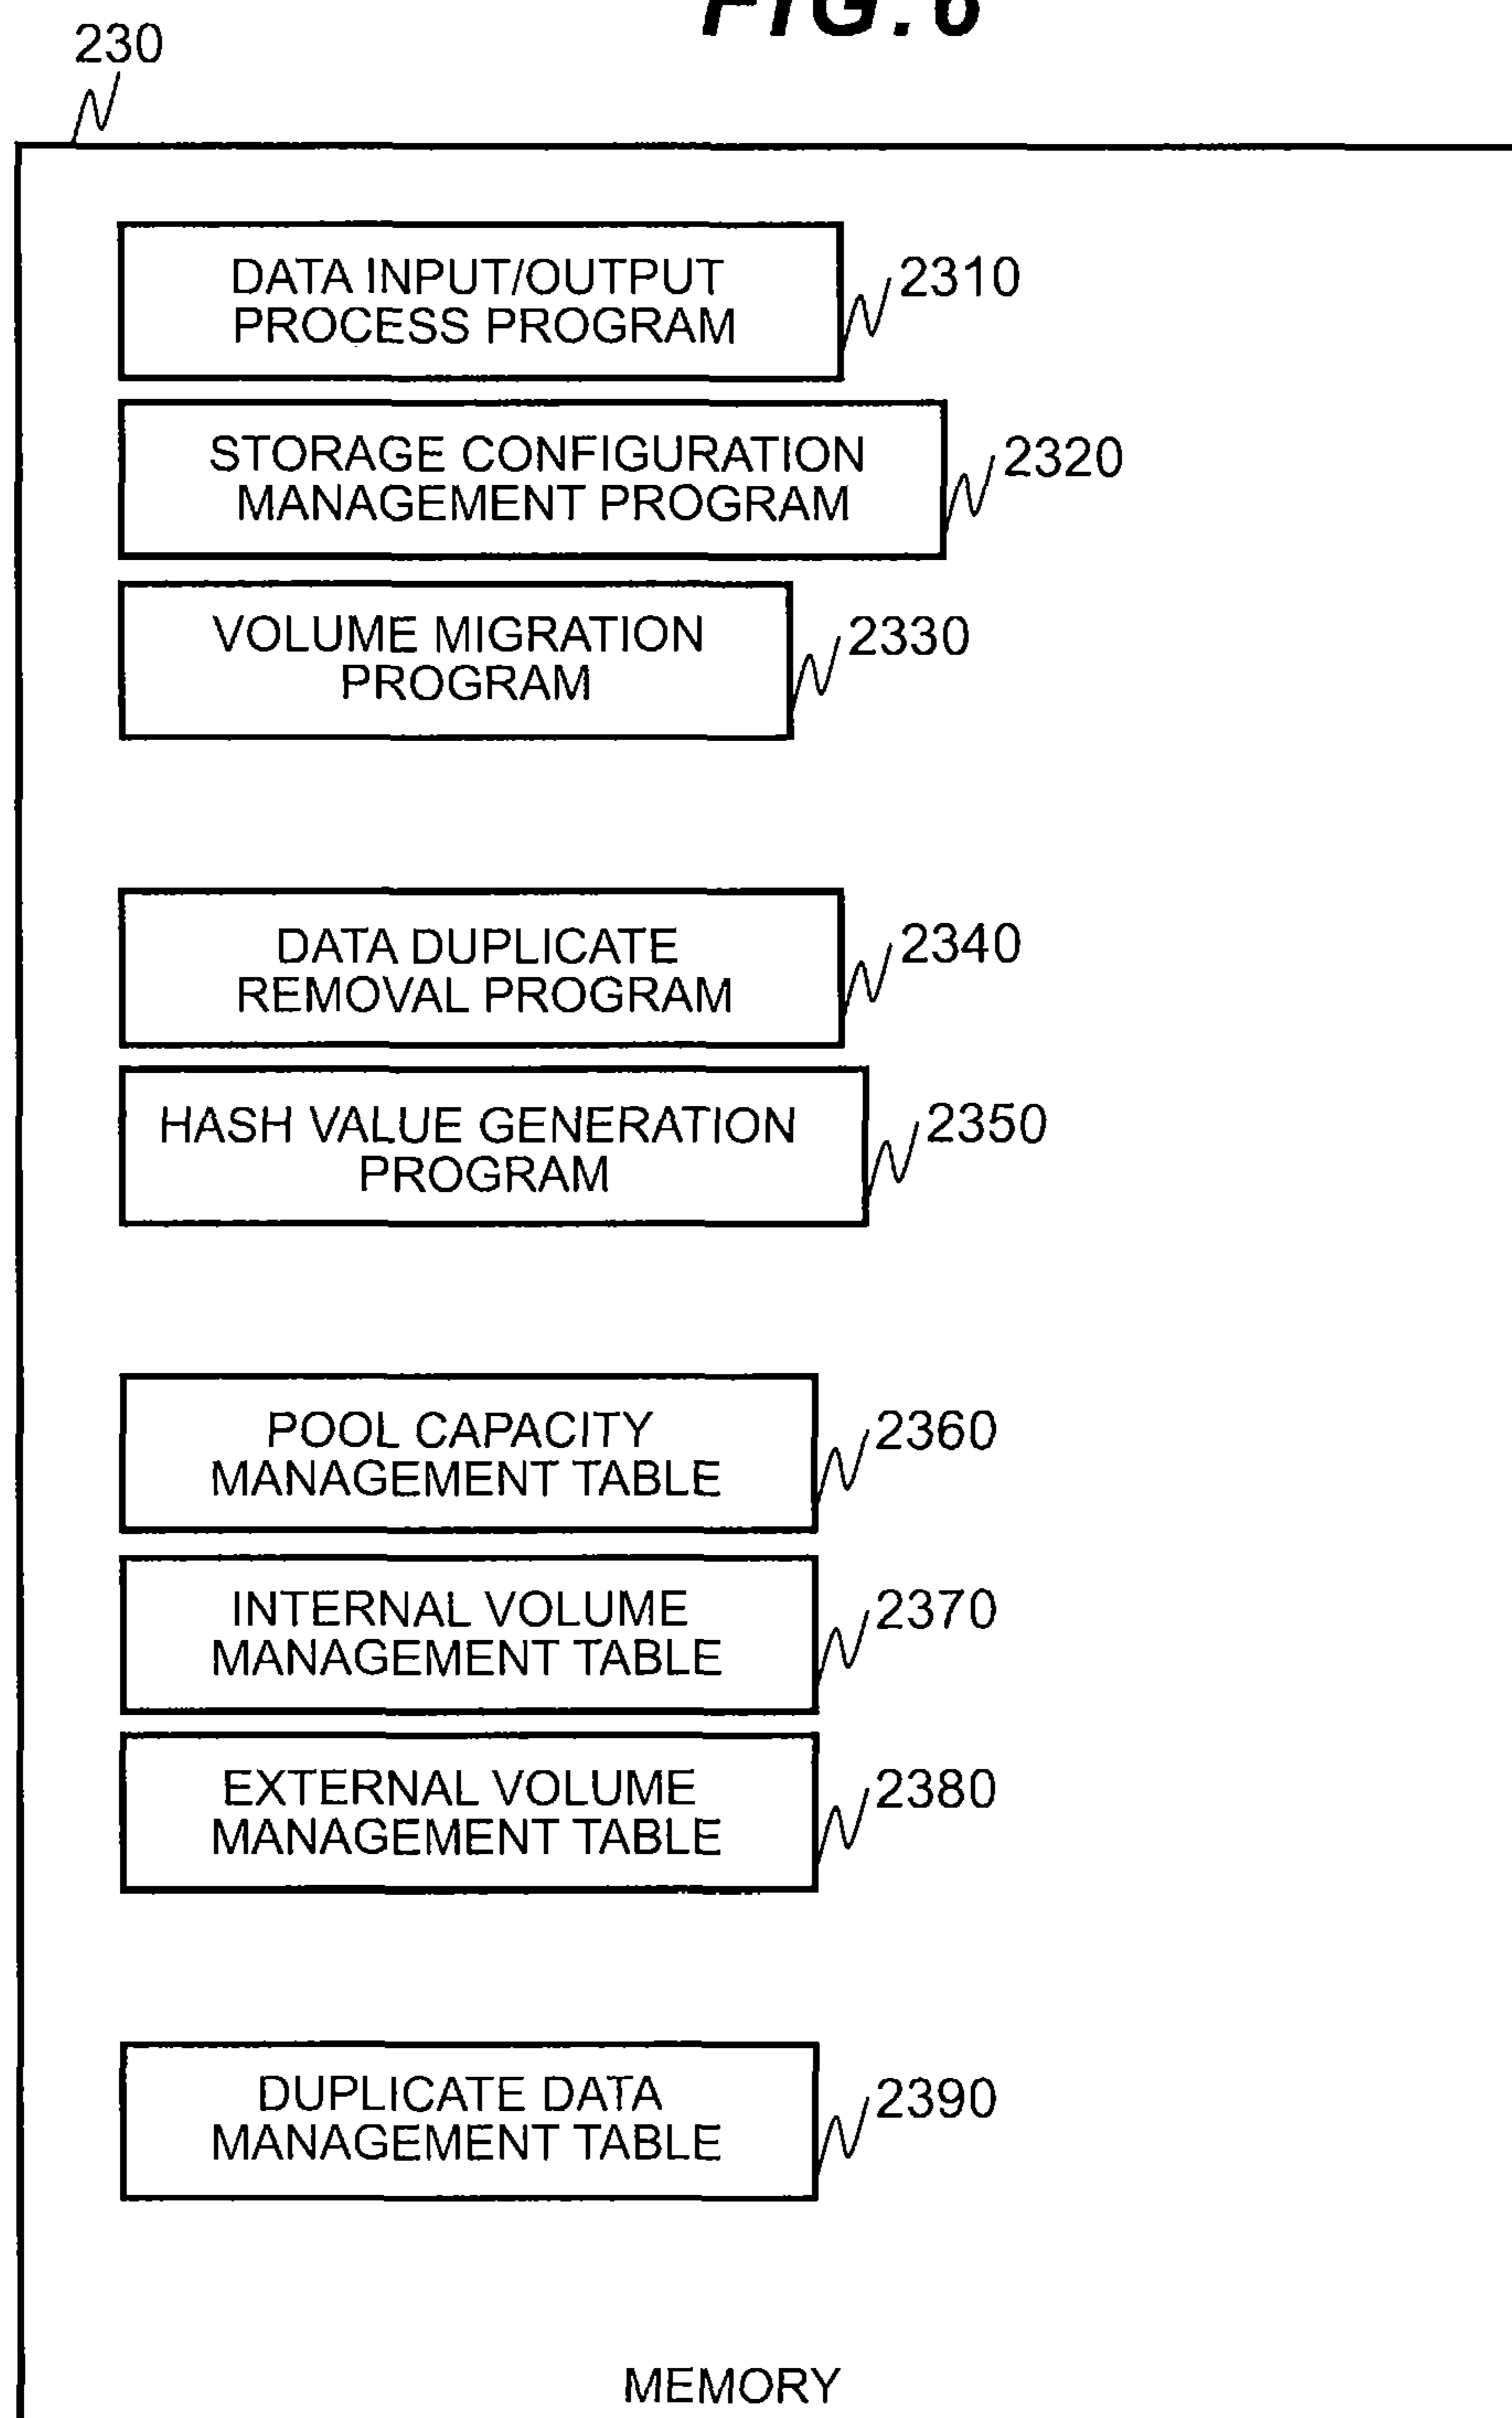 FIG. 6
230
DATA INPUT/OUTPUT
PROCESS PROGRAM
2310
STORAGE CONFIGURATION
MANAGEMENT PROGRAM
2320
VOLUME MIGRATION
PROGRAM
2330
DATA DUPLICATE
REMOVAL PROGRAM
2340
HASH VALUE GENERATION
PROGRAM
2350
POOL CAPACITY
MANAGEMENT TABLE
2360
INTERNAL VOLUME
MANAGEMENT TABLE
2370
EXTERNAL VOLUME
MANAGEMENT TABLE
2380
DUPLICATE DATA
MANAGEMENT TABLE
2390
MEMORY